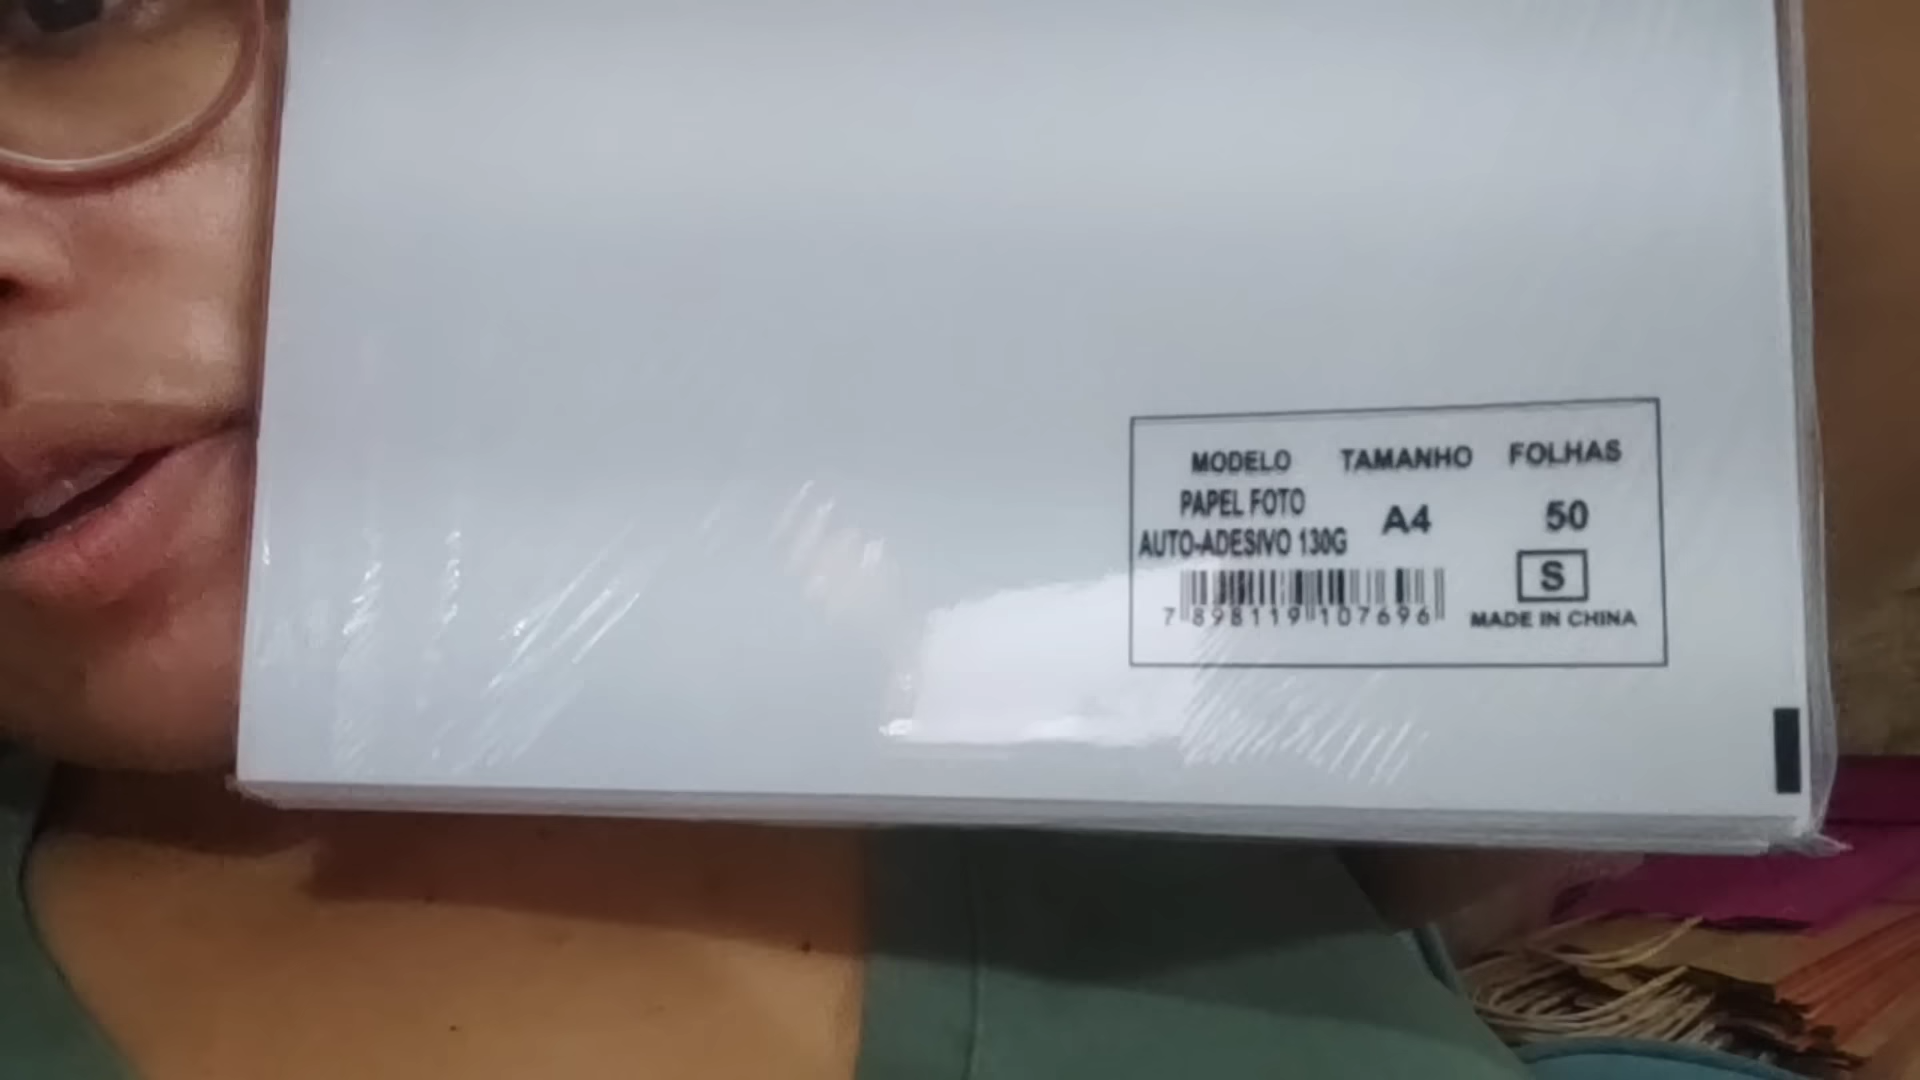 MODELO TAMANHO FOLHAS
PAPEL FOTO
AUTO-ADESIVO 130G
A4
50
S
7 898119 107696
MADE IN CHINA